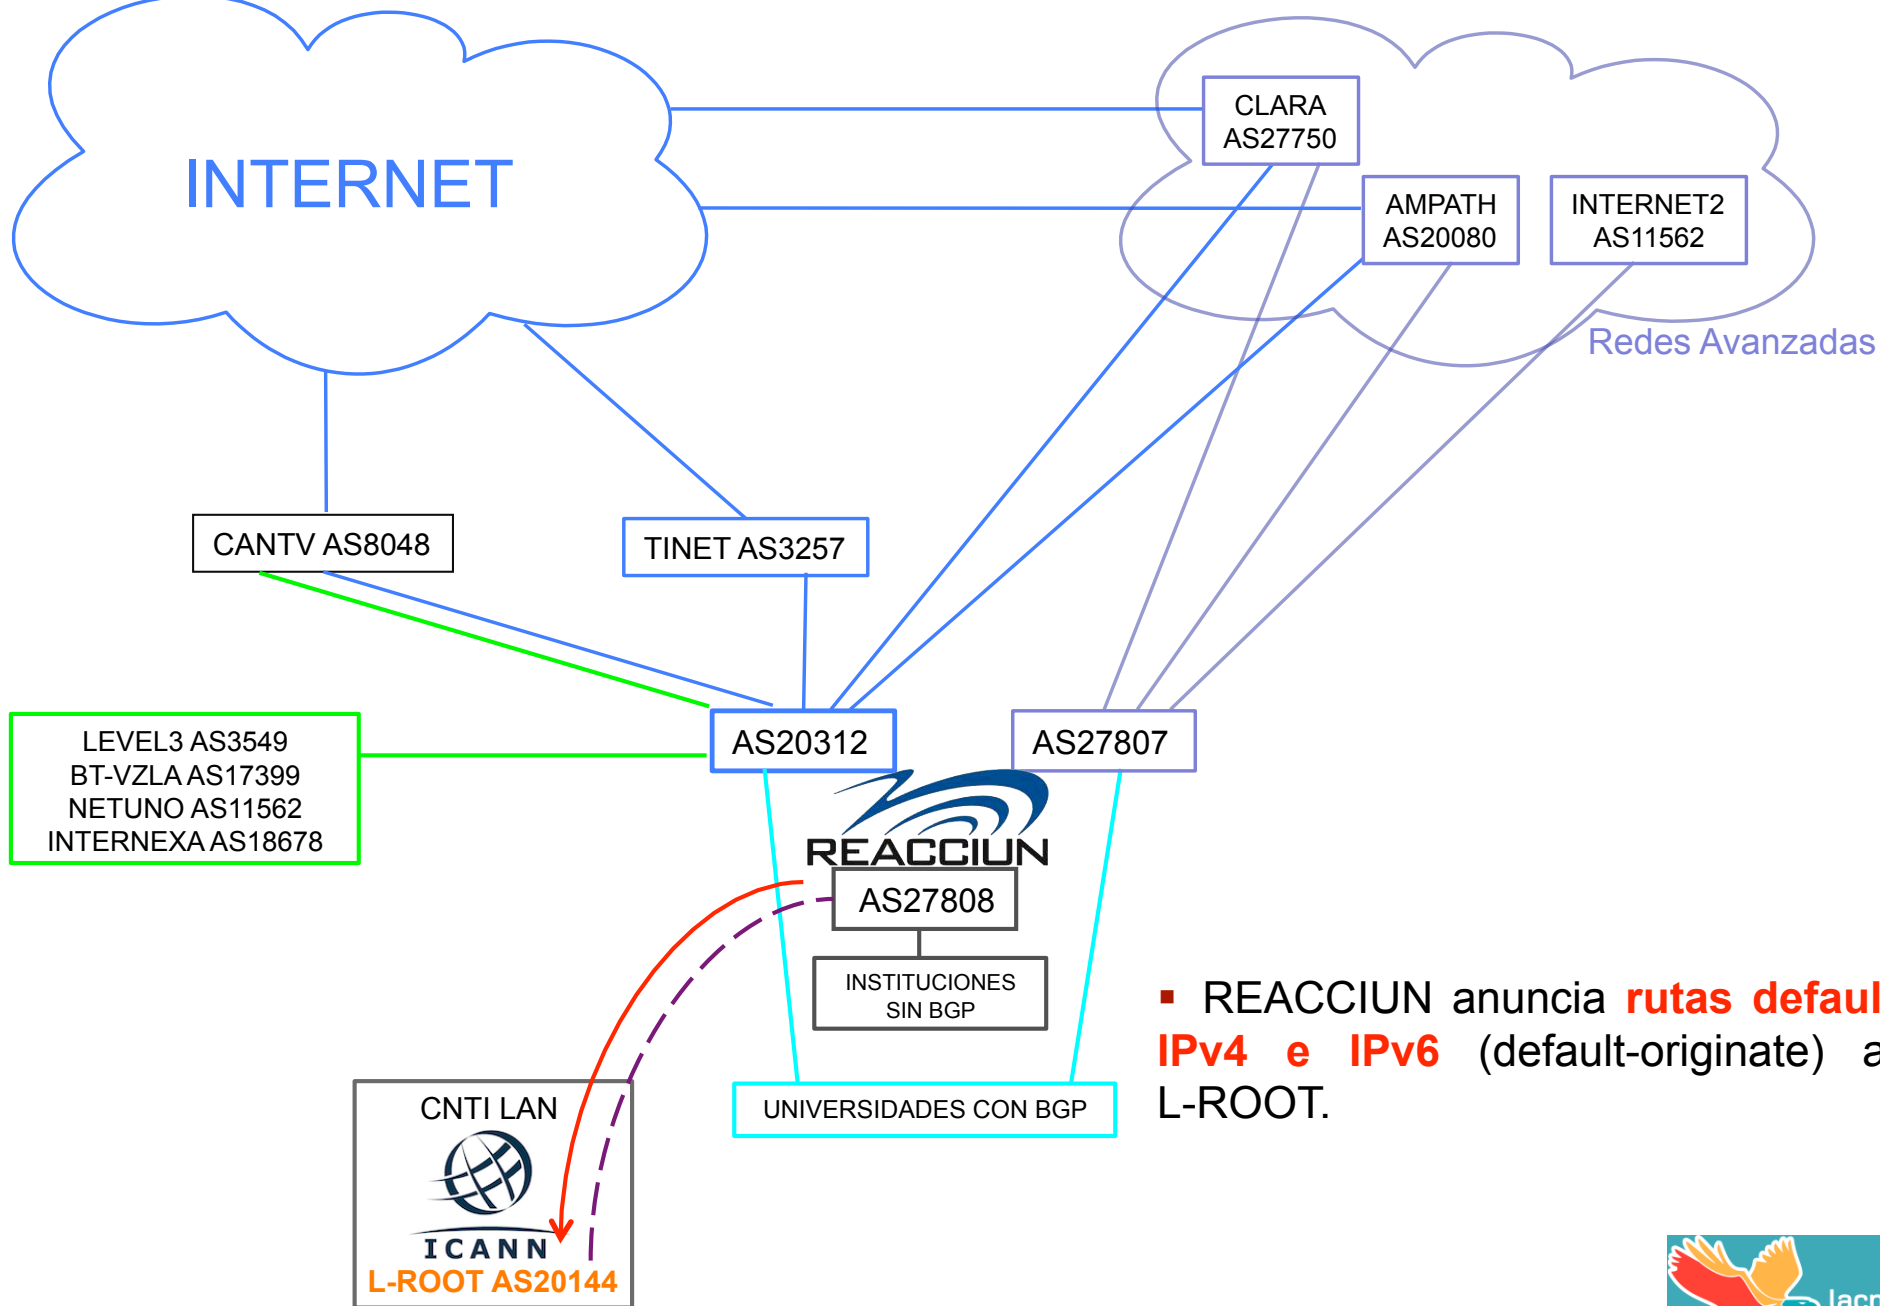 INTERNET
CLARA
AS27750
AMPATH
AS20080
INTERNET2
AS11562
Redes Avanzadas
CANTV AS8048
TINET AS3257
LEVEL3 AS3549
BT-VZLA AS17399
NETUNO AS11562
INTERNEXA AS18678
AS20312
AS27807
REACCIUN
AS27808
INSTITUCIONES
SIN BGP
▪ REACCIUN anuncia rutas defaul
IPv4 e IPv6 (default-originate) a
L-ROOT.
CNTI LAN
ICANN
L-ROOT AS20144
UNIVERSIDADES CON BGP